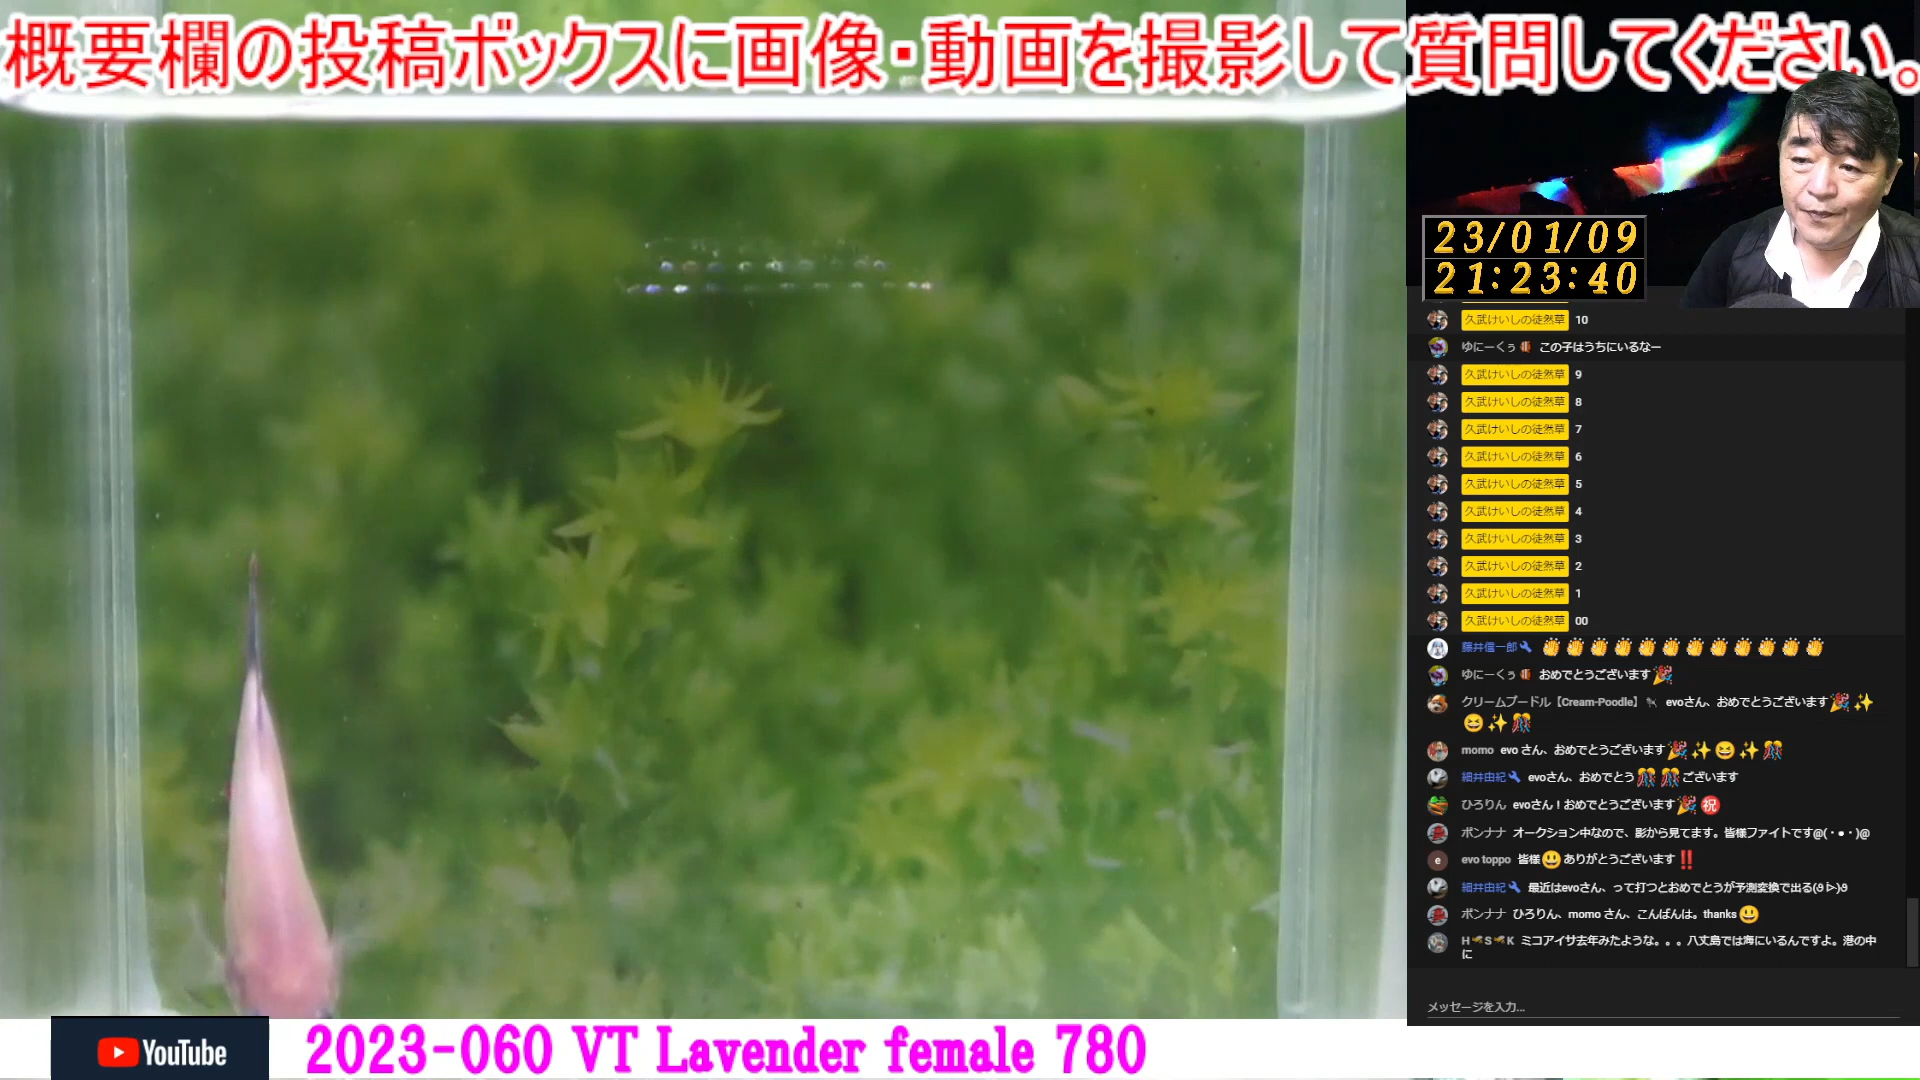 概要欄の投稿ボックスに画像・動画を撮影して質問してください。
23/01/09
21:23:40
久武けいしの徒然草 10
ゆにーくぅ この子はうちにいるなー
久武けいしの徒然草 9
久武けいしの徒然草 8
久武けいしの徒然草 7
久武けいしの徒然草 6
久武けいしの徒然草 5
久武けいしの徒然草 4
久武けいしの徒然草 3
久武けいしの徒然草 2
久武けいしの徒然草 1
久武けいしの徒然草 00
藤井信一郎 👏👏👏👏👏👏👏👏👏👏👏👏
ゆにーくぅ おめでとうございます🎉
クリームプードル【Cream-Poodle】🐩 evoさん、おめでとうございます🎉✨
😆✨🎊
momo evo さん、おめでとうございます🎉✨😆✨🎊
細井由紀 evoさん、おめでとう🎊🎊ございます
ひろりん evoさん！おめでとうございます🎉㊗
ポンナナ オークション中なので、影から見てます。皆様ファイトです@(・●・)@
e
evo toppo 皆様😃ありがとうございます‼
細井由紀 最近はevoさん、って打つとおめでとうが予測変換で出る
ポンナナ ひろりん、momo さん、こんばんは。thanks😃
H S K ミコアイサ去年みたような。。。八丈島では海にいるんですよ。港の中
に
メッセージを入力...
YouTube
2023-060 VT Lavender female 780